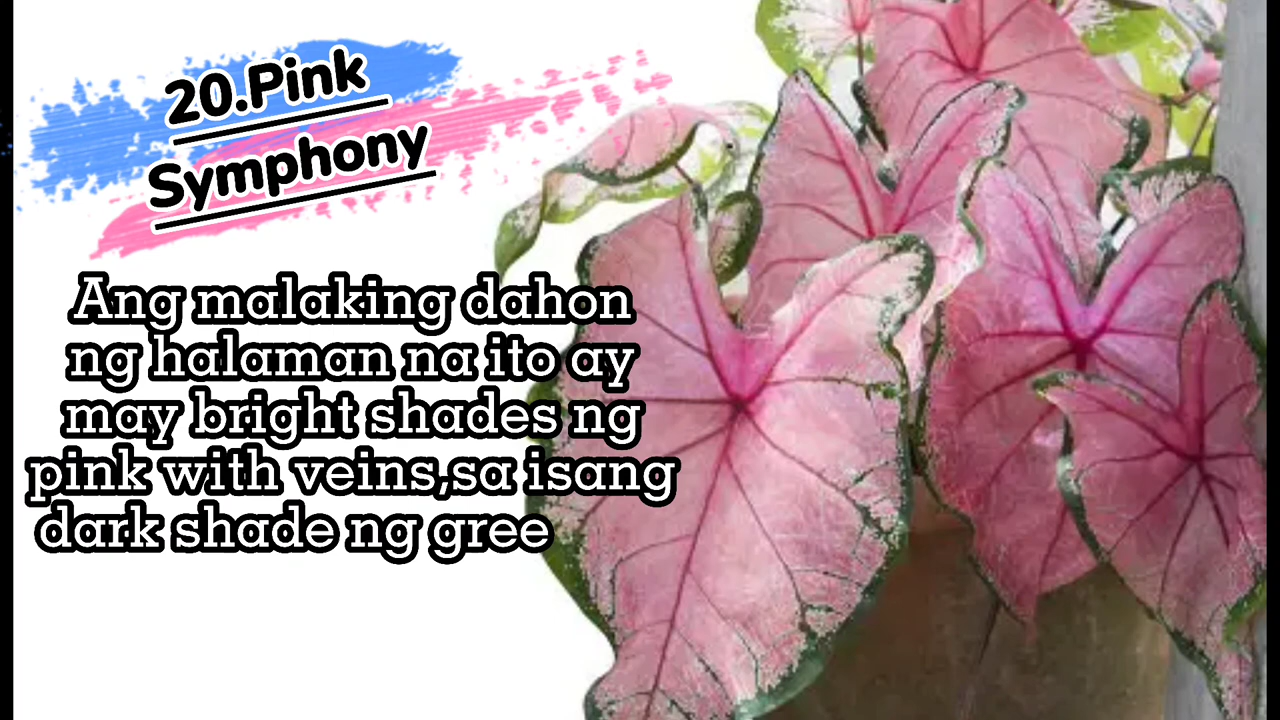 20.Pink
Symphony
Ang malaking dahon
ng halaman na ito ay
may bright shades ng
pink with veins,sa isang
dark shade ng gree